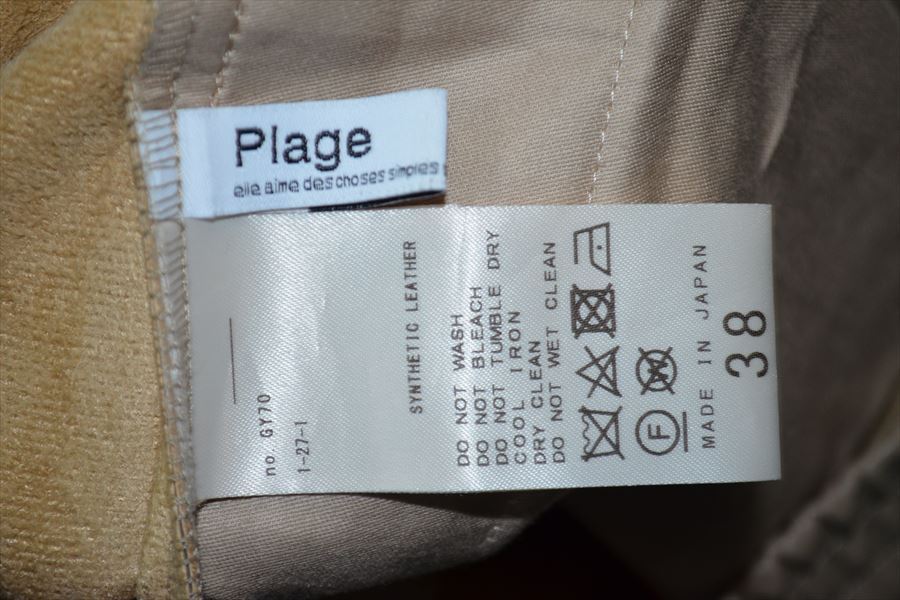 Plage
elle aime des choses simples
no. GY70
1-27-1
SYNTHETIC LEATHER
DO NOT WASH
DO NOT BLEACH
DO NOT TUMBLE DRY
COOL IRON
DRY CLEAN
DO NOT WET CLEAN
F
MADE IN JAPAN
38